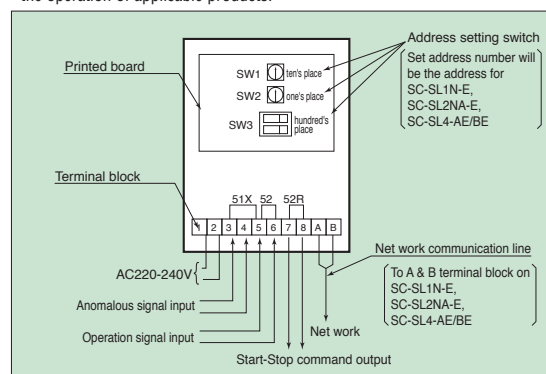 the operation of applicable products.
Address setting switch
Printed board
SW1 ten's place
Set address number will
be the address for
SC-SL1N-E,
SC-SL2NA-E,
SC-SL4-AE/BE
SW2 one's place
SW3 hundred's
place
Terminal block
51X 52 52R
1 2 3 4 5 6 7 8 A B
Net work communication line
AC220-240V
To A & B terminal block on
SC-SL1N-E,
SC-SL2NA-E,
SC-SL4-AE/BE
Anomalous signal input
Operation signal input
Net work
Start-Stop command output